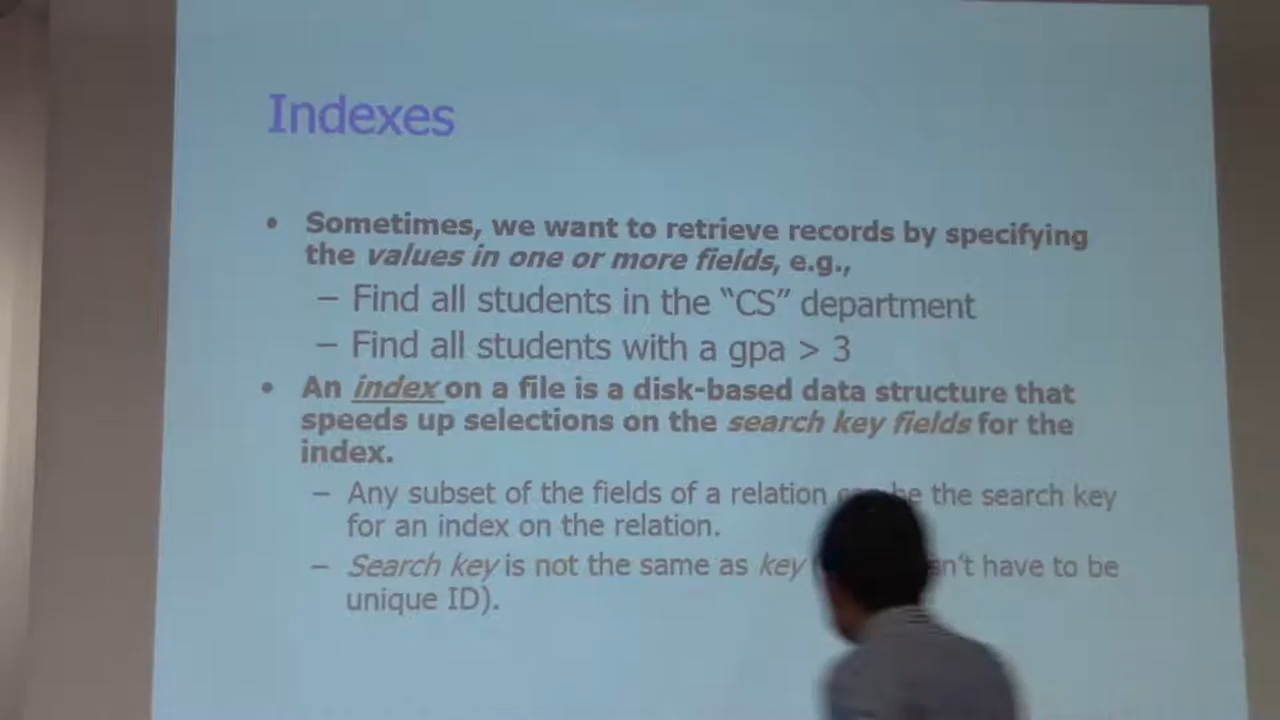 Indexes
• Sometimes, we want to retrieve records by specifying
the values in one or more fields, e.g.,
– Find all students in the “CS” department
– Find all students with a gpa > 3
• An index on a file is a disk-based data structure that
speeds up selections on the search key fields for the
index.
– Any subset of the fields of a relation be the search key
for an index on the relation.
– Search key is not the same as key have to be
unique ID).